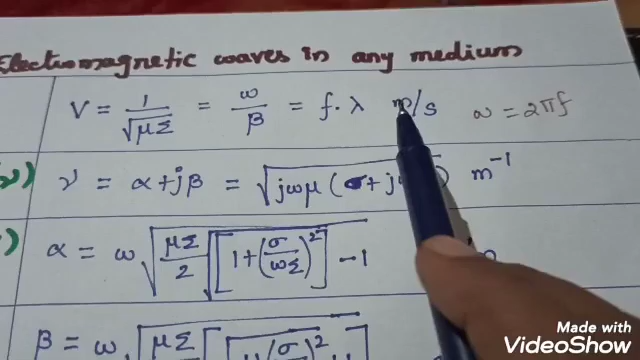 Electromagnetic waves in any medium
V = 1/√με = ω/β = f·λ m/s ω = 2πf
γ = α+jβ = √jωμ(σ+j m⁻¹
α = ω√με/2 √[1+(σ/ωε)²] -1
β = ω√με/2
Made with
VideoShow